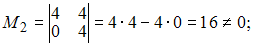 M₂ = |4 4; 0 4| = 4·4 − 4·0 = 16 ≠ 0;